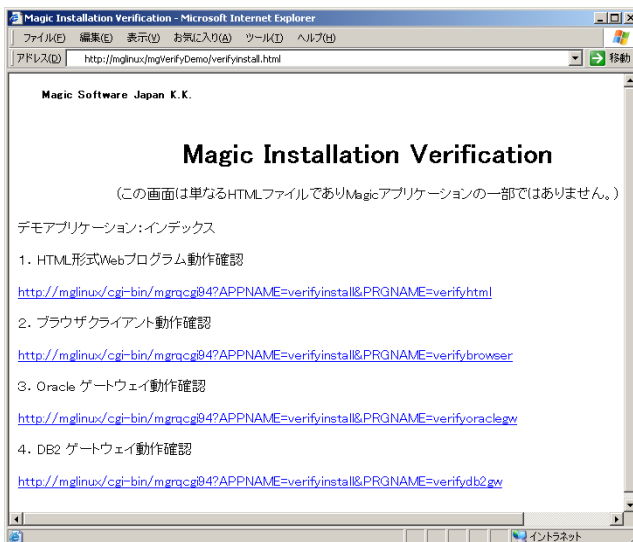 Magic Installation Verification - Microsoft Internet Explorer
ファイル(F) 編集(E) 表示(V) お気に入り(A) ツール(T) ヘルプ(H)
アドレス(D) http://mglinux/mgVerifyDemo/verifyinstall.html 移動
Magic Software Japan K.K.
Magic Installation Verification
(この画面は単なるHTMLファイルでありMagicアプリケーションの一部ではありません。)
デモアプリケーション:インデックス
1. HTML形式Webプログラム動作確認
http://mglinux/cgi-bin/mgrqcgi94?APPNAME=verifyinstall&PRGNAME=verifyhtml
2. ブラウザクライアント動作確認
http://mglinux/cgi-bin/mgrqcgi94?APPNAME=verifyinstall&PRGNAME=verifybrowser
3. Oracle ゲートウェイ動作確認
http://mglinux/cgi-bin/mgrqcgi94?APPNAME=verifyinstall&PRGNAME=verifyoraclegw
4. DB2 ゲートウェイ動作確認
http://mglinux/cgi-bin/mgrqcgi94?APPNAME=verifyinstall&PRGNAME=verifydb2gw
イントラネット